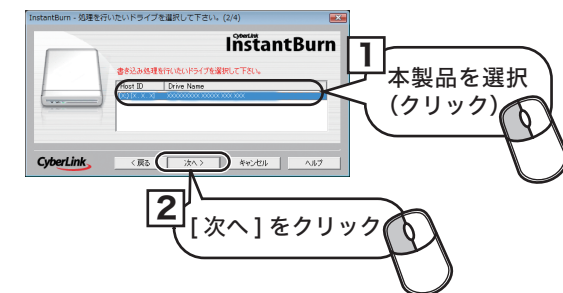 InstantBurn - 処理を行いたいドライブを選択して下さい。(2/4)
CyberLink
InstantBurn
書き込み処理を行いたいドライブを選択して下さい。
Host ID Drive Name
xxxxxxxxxx xxxxx xxx xxx
CyberLink
< 戻る 次へ > キャンセル ヘルプ
1
本製品を選択
(クリック)
2
[ 次へ ] をクリック